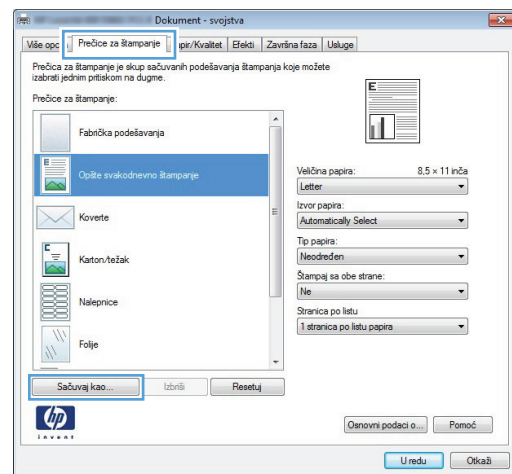 Dokument - svojstva
Više opc
Prečice za štampanje
pir/Kvalitet
Efekti
Završna faza
Usluge
Prečica za štampanje je skup sačuvanih podešavanja štampanja koje možete
izabrati jednim pritiskom na dugme.
Prečice za štampanje:
Fabrička podešavanja
Opšte svakodnevno štampanje
Koverte
Karton/težak
Nalepnice
Folije
Sačuvaj kao...
Izbriši
Resetuj
E
Veličina papira: 8,5 × 11 inča
Letter
Izvor papira:
Automatically Select
Tip papira:
Neodređen
Štampaj sa obe strane:
Ne
Stranica po listu
1 stranica po listu papira
hp
invent
Osnovni podaci o...
Pomoć
U redu
Otkaži